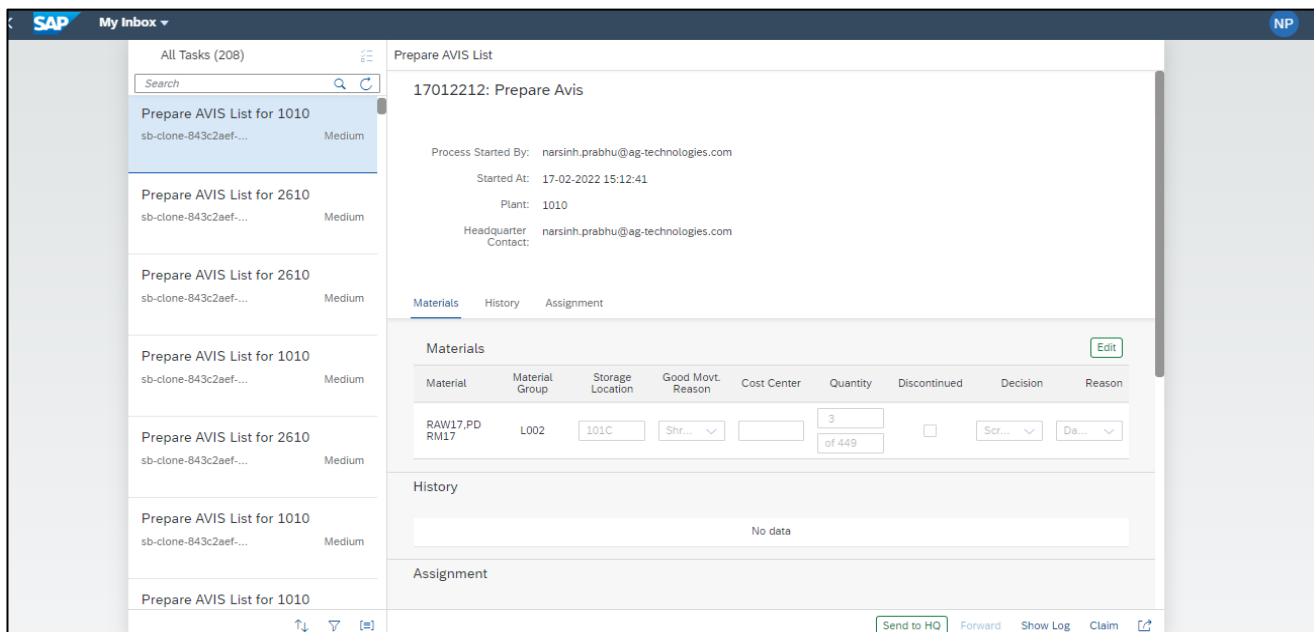 SAP My Inbox NP
All Tasks (208)
Search
Prepare AVIS List for 1010
sb-clone-843c2aef-... Medium
Prepare AVIS List for 2610
sb-clone-843c2aef-... Medium
Prepare AVIS List for 2610
sb-clone-843c2aef-... Medium
Prepare AVIS List for 1010
sb-clone-843c2aef-... Medium
Prepare AVIS List for 2610
sb-clone-843c2aef-... Medium
Prepare AVIS List for 1010
sb-clone-843c2aef-... Medium
Prepare AVIS List for 1010
Prepare AVIS List
17012212: Prepare Avis
Process Started By: narsinh.prabhu@ag-technologies.com
Started At: 17-02-2022 15:12:41
Plant: 1010
Headquarter Contact: narsinh.prabhu@ag-technologies.com
Materials History Assignment
Materials Edit
Material Material Group Storage Location Good Movt. Reason Cost Center Quantity Discontinued Decision Reason
RAW17,PD RM17 L002 101C Shr... 3 of 449 Scr... Da...
History
No data
Assignment
Send to HQ Forward Show Log Claim